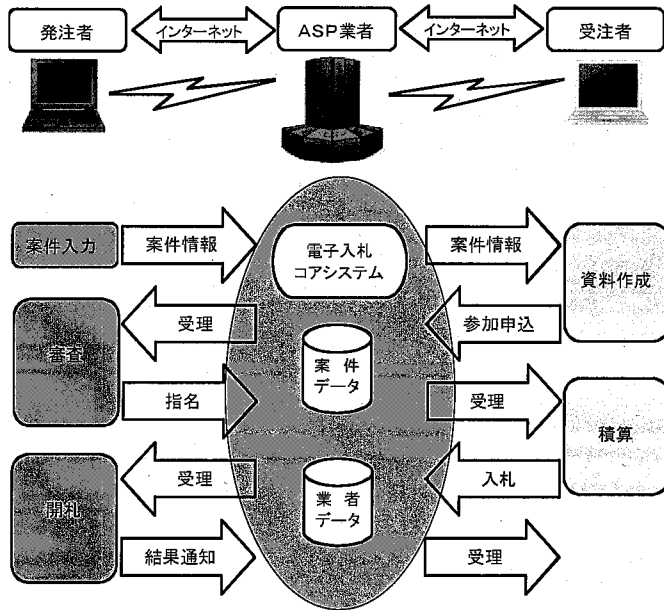 発注者
インターネット
ASP業者
インターネット
受注者
案件入力
案件情報
電子入札
コアシステム
案件情報
資料作成
受理
参加申込
審査
案件
データ
指名
受理
積算
受理
入札
開札
業者
データ
結果通知
受理